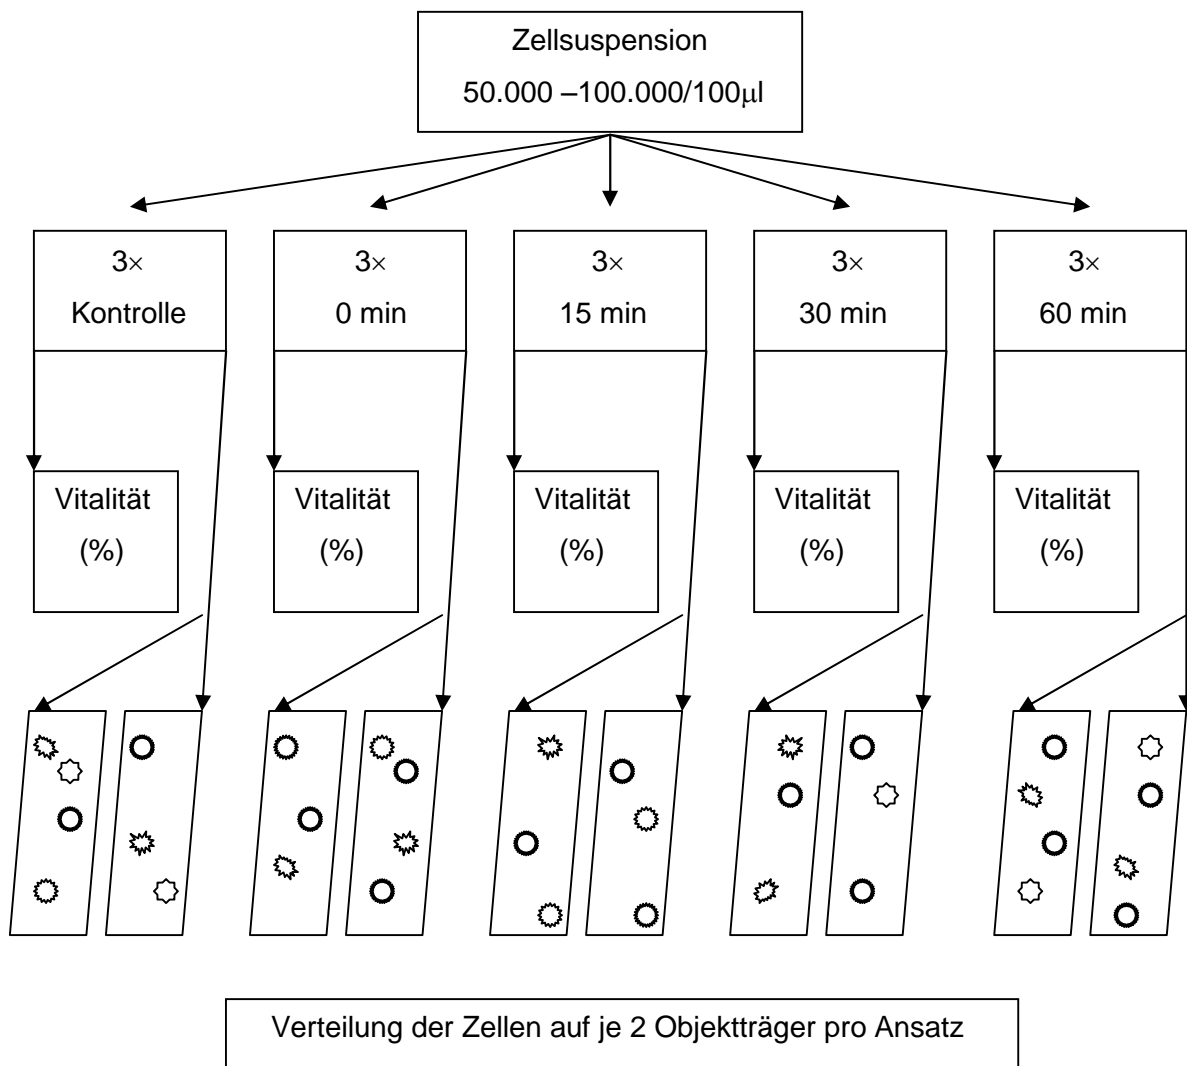 Zellsuspension
50.000 –100.000/100µl
3×
Kontrolle
3×
0 min
3×
15 min
3×
30 min
3×
60 min
Vitalität
(%)
Vitalität
(%)
Vitalität
(%)
Vitalität
(%)
Vitalität
(%)
Verteilung der Zellen auf je 2 Objektträger pro Ansatz